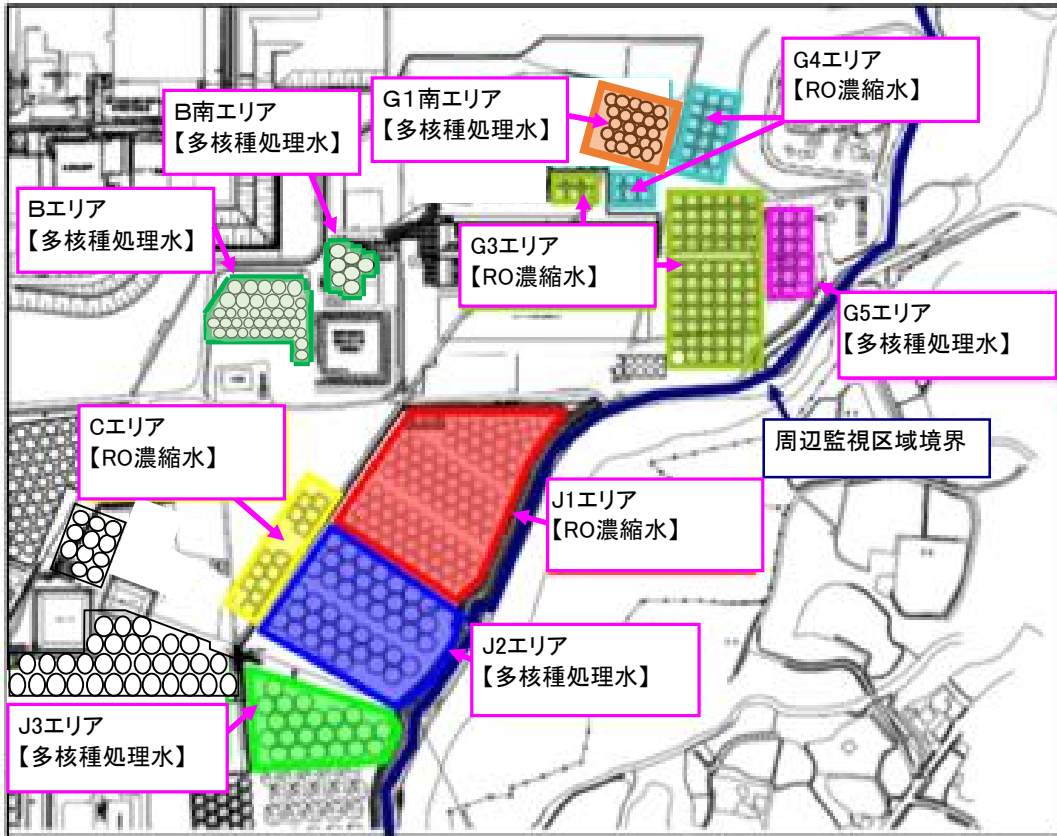 G4エリア
【RO濃縮水】
G1南エリア
【多核種処理水】
B南エリア
【多核種処理水】
Bエリア
【多核種処理水】
G3エリア
【RO濃縮水】
G5エリア
【多核種処理水】
Cエリア
【RO濃縮水】
周辺監視区域境界
J1エリア
【RO濃縮水】
J2エリア
【多核種処理水】
J3エリア
【多核種処理水】